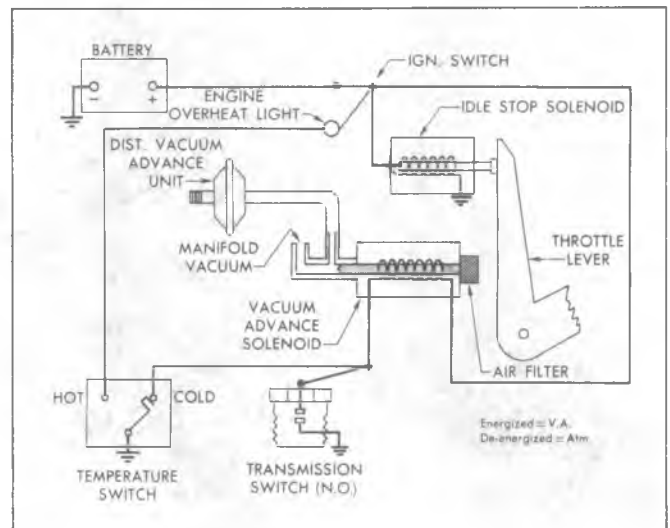 BATTERY
- +
IGN. SWITCH
ENGINE
OVERHEAT LIGHT
IDLE STOP SOLENOID
DIST. VACUUM
ADVANCE
UNIT
MANIFOLD
VACUUM
THROTTLE
LEVER
VACUUM
ADVANCE
SOLENOID
AIR FILTER
HOT
COLD
Energized = V.A.
De-energized = Atm.
TEMPERATURE
SWITCH
TRANSMISSION
SWITCH (N.O.)